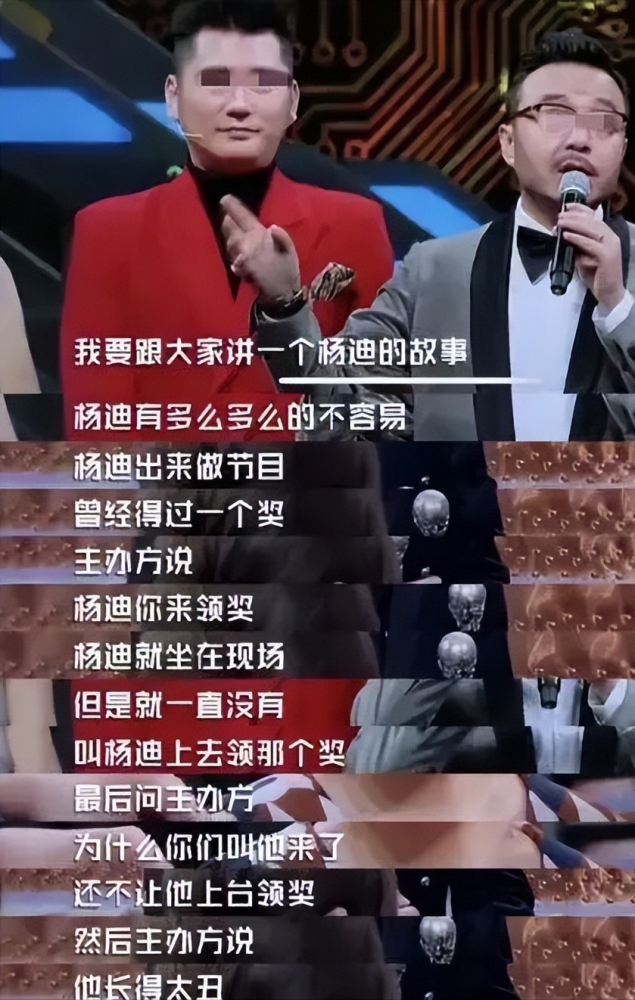 我要跟大家讲一个杨迪的故事
杨迪有多么多么的不容易
杨迪出来做节目
曾经得过一个奖
主办方说
杨迪你来领奖
杨迪就坐在现场
但是就一直没有
叫杨迪上去领那个奖
最后问主办方
为什么你们叫他来了
还不让他上台领奖
然后主办方说
他长得太丑